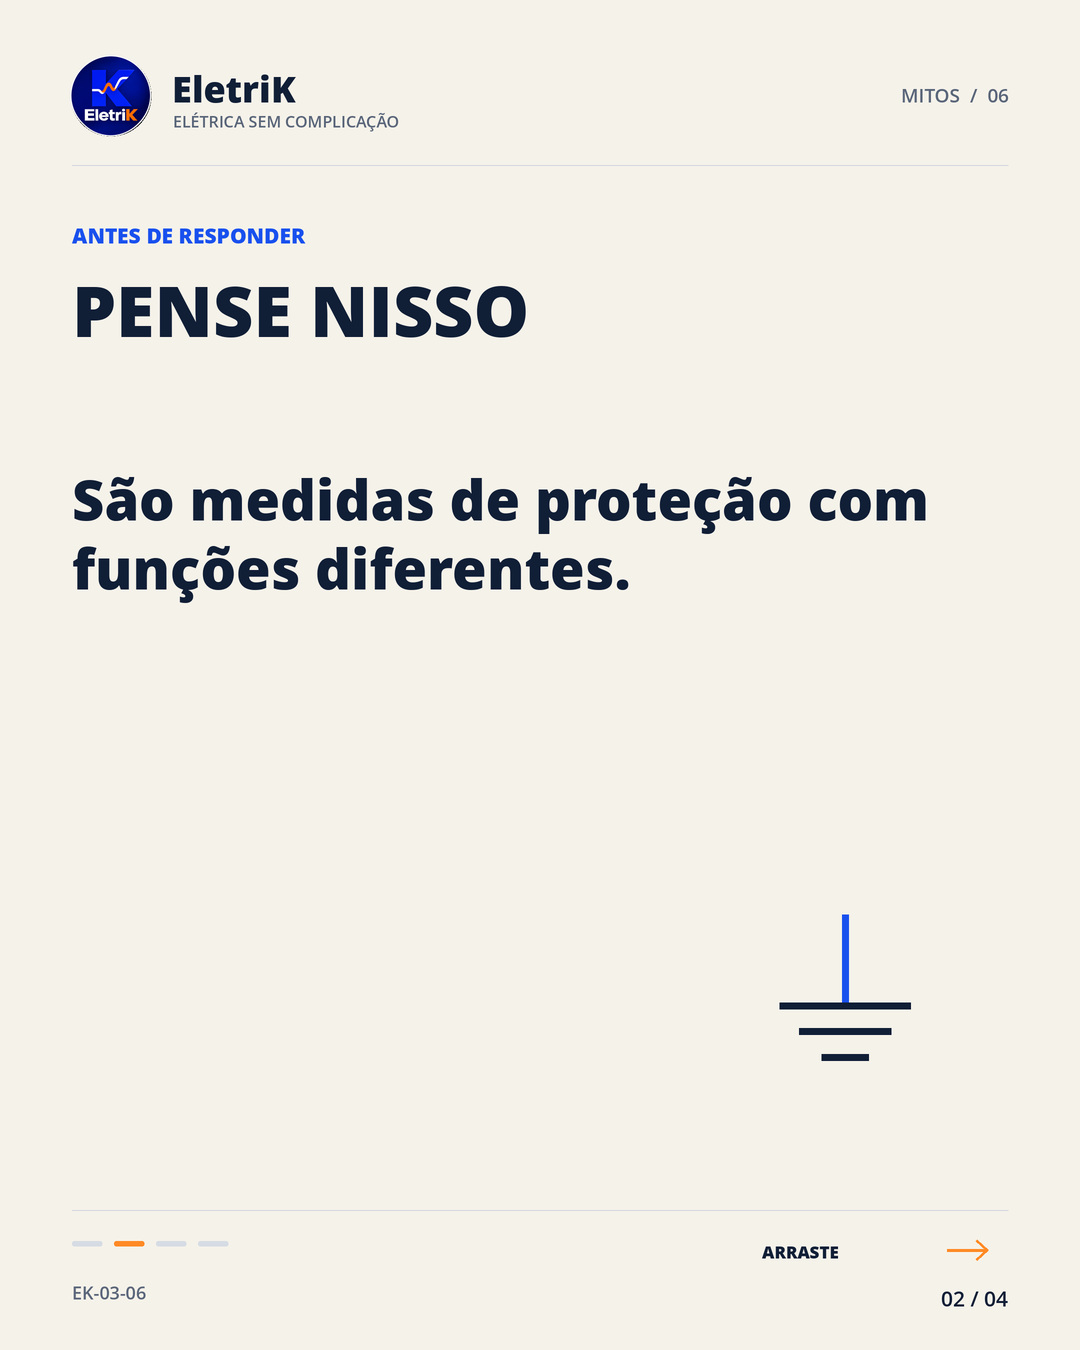 EletriK
EletriK
ELÉTRICA SEM COMPLICAÇÃO
MITOS / 06
ANTES DE RESPONDER
PENSE NISSO
São medidas de proteção com
funções diferentes.
ARRASTE
EK-03-06
02 / 04